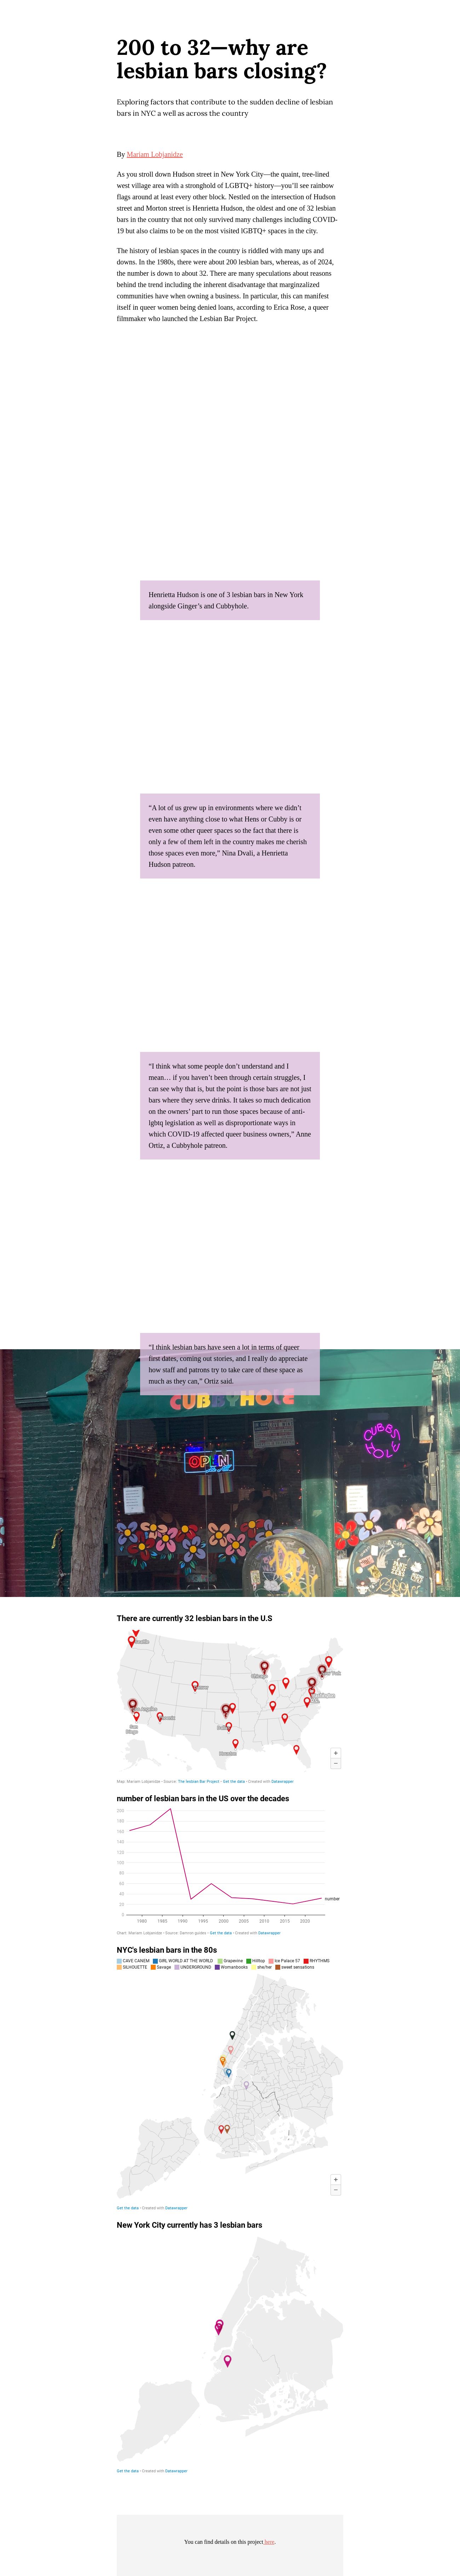 200 to 32—why are
lesbian bars closing?
Exploring factors that contribute to the sudden decline of lesbian
bars in NYC a well as across the country
By Mariam Lobjanidze
As you stroll down Hudson street in New York City—the quaint, tree-lined
west village area with a stronghold of LGBTQ+ history—you’ll see rainbow
flags around at least every other block. Nestled on the intersection of Hudson
street and Morton street is Henrietta Hudson, the oldest and one of 32 lesbian
bars in the country that not only survived many challenges including COVID-
19 but also claims to be on the most visited lGBTQ+ spaces in the city.
The history of lesbian spaces in the country is riddled with many ups and
downs. In the 1980s, there were about 200 lesbian bars, whereas, as of 2024,
the number is down to about 32. There are many speculations about reasons
behind the trend including the inherent disadvantage that marginzalized
communities have when owning a business. In particular, this can manifest
itself in queer women being denied loans, according to Erica Rose, a queer
filmmaker who launched the Lesbian Bar Project.
Henrietta Hudson is one of 3 lesbian bars in New York
alongside Ginger’s and Cubbyhole.
“A lot of us grew up in environments where we didn’t
even have anything close to what Hens or Cubby is or
even some other queer spaces so the fact that there is
only a few of them left in the country makes me cherish
those spaces even more,” Nina Dvali, a Henrietta
Hudson patreon.
“I think what some people don’t understand and I
mean… if you haven’t been through certain struggles, I
can see why that is, but the point is those bars are not just
bars where they serve drinks. It takes so much dedication
on the owners’ part to run those spaces because of anti-
lgbtq legislation as well as disproportionate ways in
which COVID-19 affected queer business owners,” Anne
Ortiz, a Cubbyhole patreon.
“I think lesbian bars have seen a lot in terms of queer
first dates, coming out stories, and I really do appreciate
how staff and patrons try to take care of these space as
much as they can,” Ortiz said.
CUBBYHOLE
OPEN
CUBBY
HOLE
There are currently 32 lesbian bars in the U.S
Seattle
Chicago
New York
Denver
Washington
Los Angeles
San
Diego
Phoenix
Dallas
Houston
+
−
Map: Mariam Lobjanidze • Source: The lesbian Bar Project • Get the data • Created with Datawrapper
number of lesbian bars in the US over the decades
200
180
160
140
120
100
80
60
40
20
0
number
1980 1985 1990 1995 2000 2005 2010 2015 2020
Chart: Mariam Lobjanidze • Source: Damron guides • Get the data • Created with Datawrapper
NYC's lesbian bars in the 80s
CAVE CANEM GIRL WORLD AT THE WORLD Grapevine Hilltop Ice Palace 57 RHYTHMS
SILHOUETTE Savage UNDERGROUND Womanbooks she/her sweet sensations
+
−
Get the data • Created with Datawrapper
New York City currently has 3 lesbian bars
Get the data • Created with Datawrapper
You can find details on this project here.